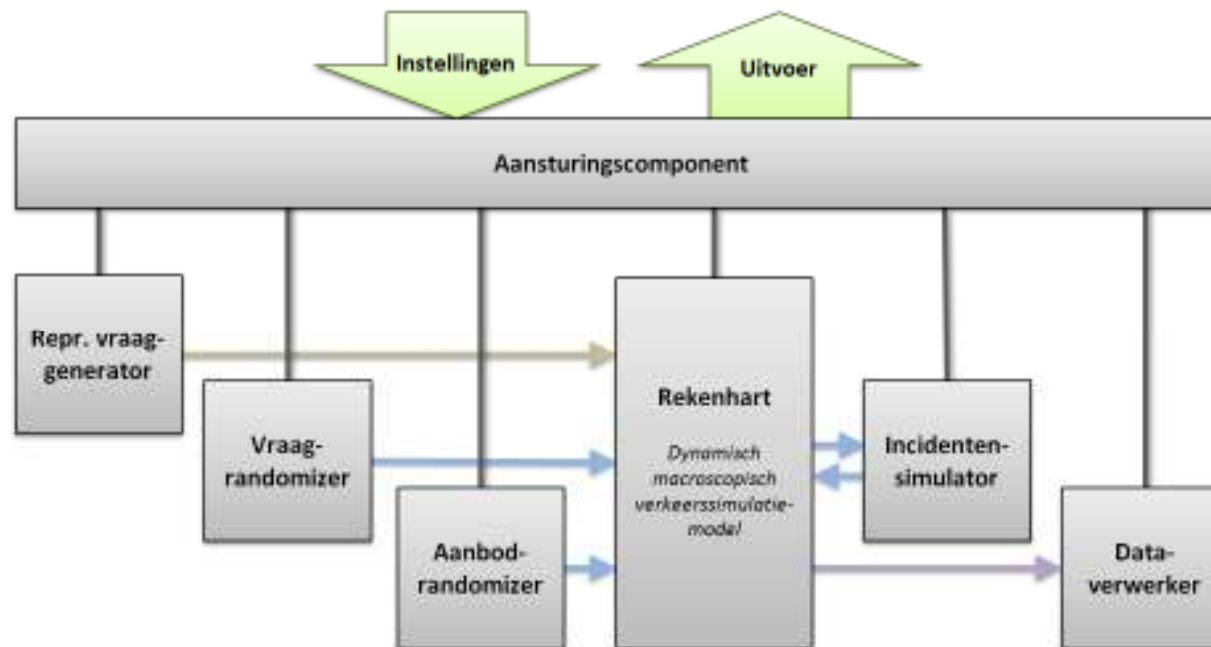 Instellingen
Uitvoer
Aansturingscomponent
Repr. vraag-
generator
Vraag-
randomizer
Aanbod-
randomizer
Rekenhart
Dynamisch
macroscopisch
verkeerssimulatie-
model
Incidenten-
simulator
Data-
verwerker